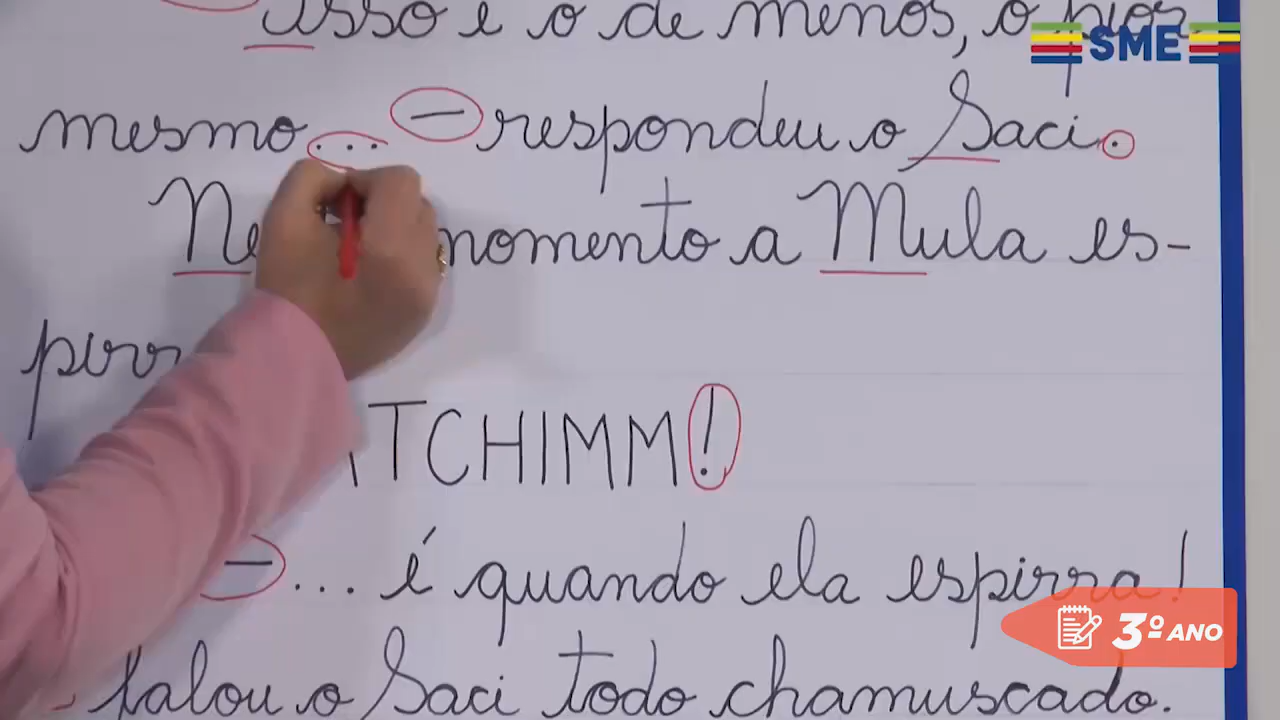 isso é o de menos, o pior
SME
mesmo... — respondeu o Saci.
momento a Mula es-
TCHIMM!
— ... é quando ela espirra!
3º ANO
falou o Saci todo chamuscado.